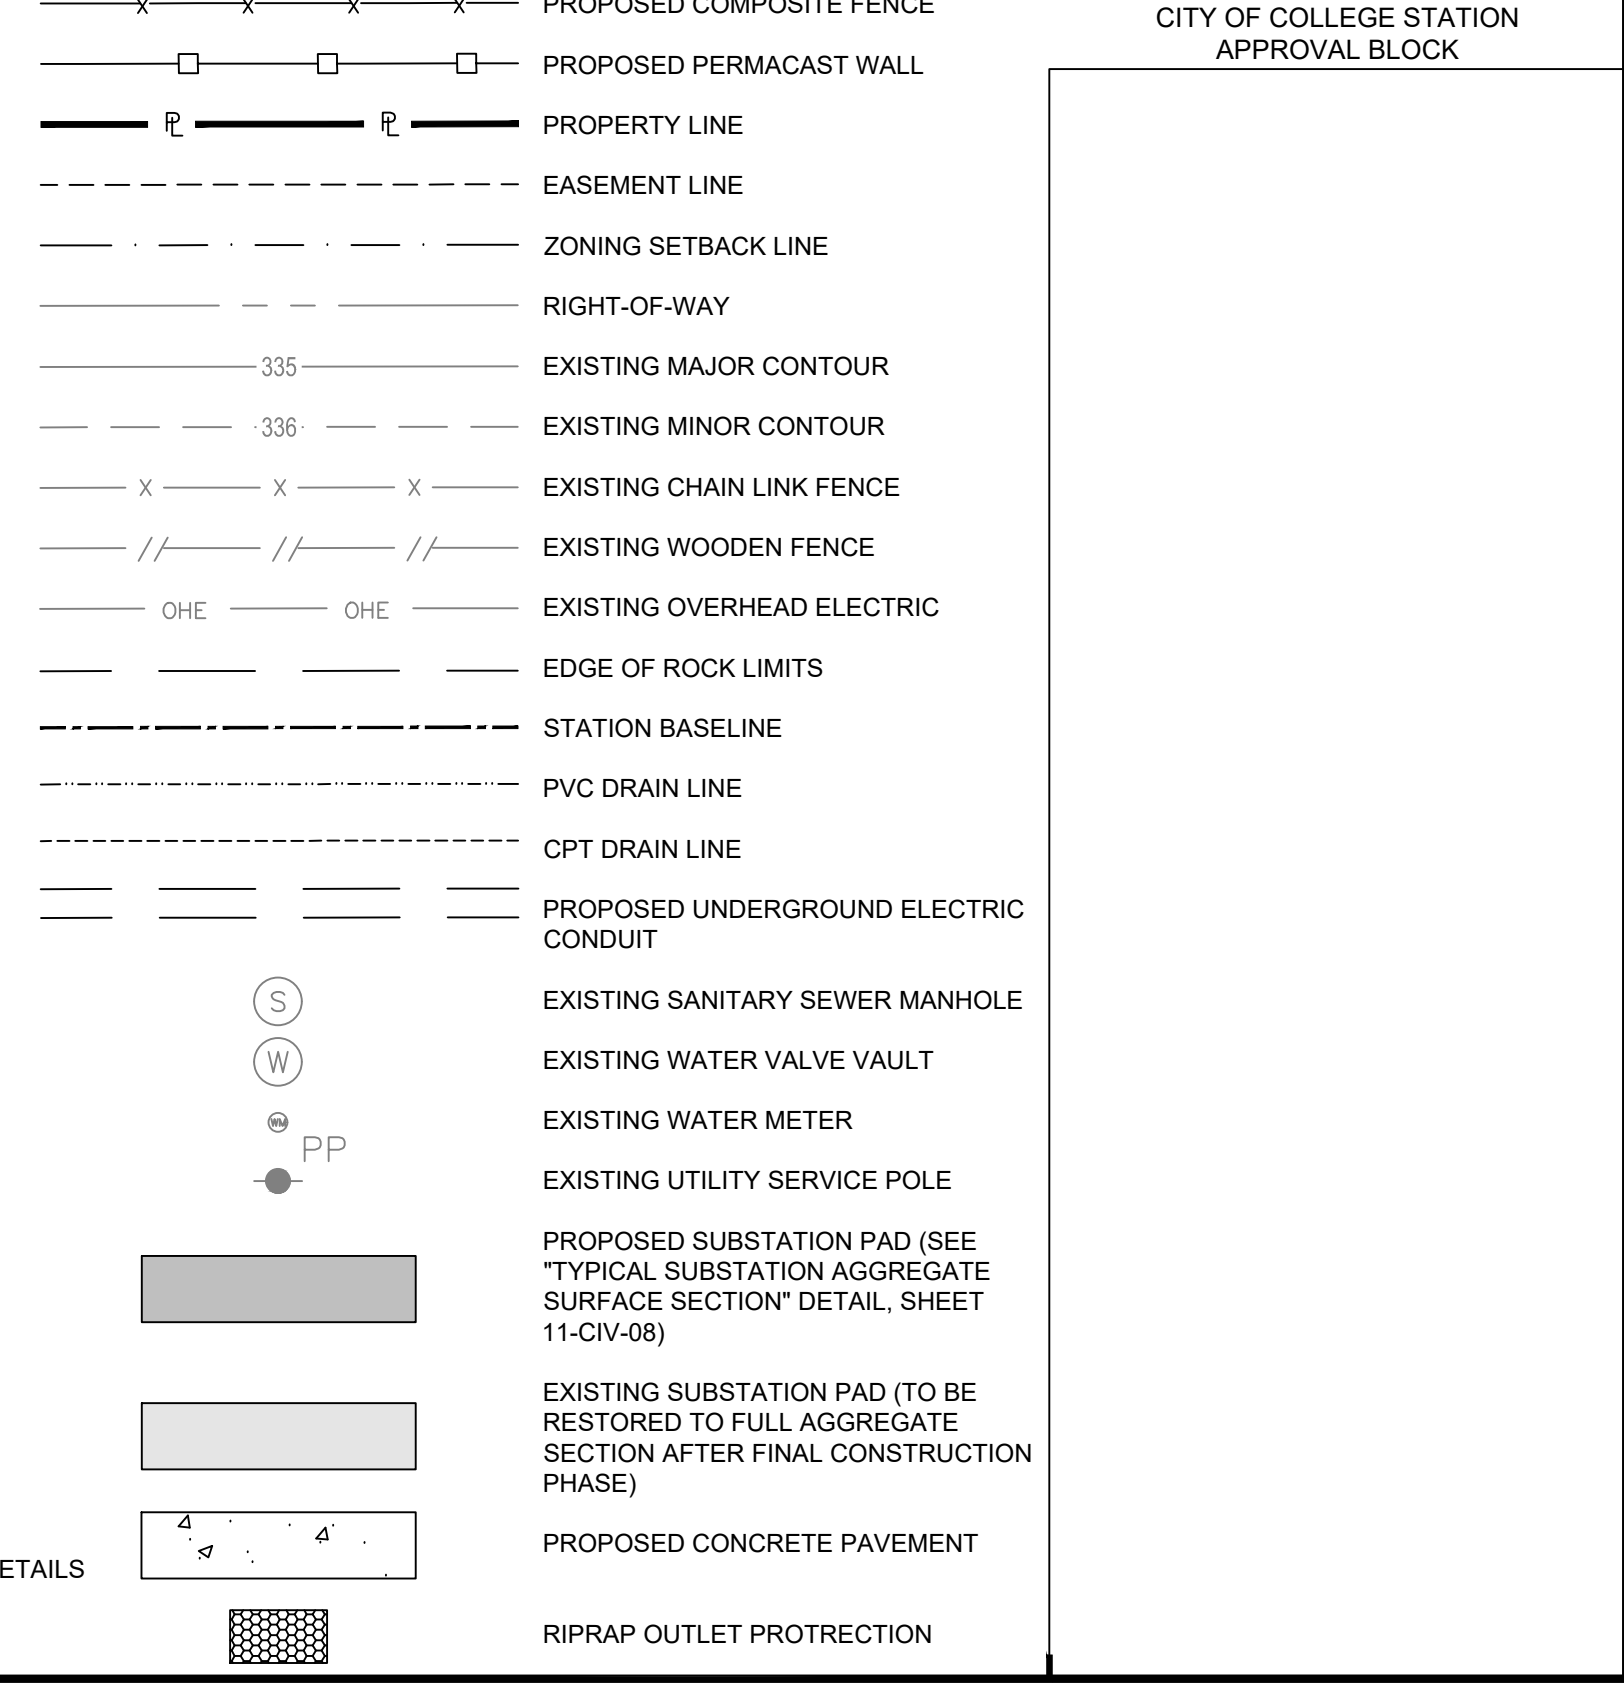 PROPOSED COMPOSITE FENCE
X X X X
PROPOSED PERMACAST WALL
PL PL
PROPERTY LINE
EASEMENT LINE
ZONING SETBACK LINE
RIGHT-OF-WAY
335
EXISTING MAJOR CONTOUR
336
EXISTING MINOR CONTOUR
X X X
EXISTING CHAIN LINK FENCE
EXISTING WOODEN FENCE
OHE OHE
EXISTING OVERHEAD ELECTRIC
EDGE OF ROCK LIMITS
STATION BASELINE
PVC DRAIN LINE
CPT DRAIN LINE
PROPOSED UNDERGROUND ELECTRIC
CONDUIT
S
EXISTING SANITARY SEWER MANHOLE
W
EXISTING WATER VALVE VAULT
WM
EXISTING WATER METER
PP
EXISTING UTILITY SERVICE POLE
PROPOSED SUBSTATION PAD (SEE
"TYPICAL SUBSTATION AGGREGATE
SURFACE SECTION" DETAIL, SHEET
11-CIV-08)
EXISTING SUBSTATION PAD (TO BE
RESTORED TO FULL AGGREGATE
SECTION AFTER FINAL CONSTRUCTION
PHASE)
PROPOSED CONCRETE PAVEMENT
ETAILS
RIPRAP OUTLET PROTRECTION
CITY OF COLLEGE STATION
APPROVAL BLOCK